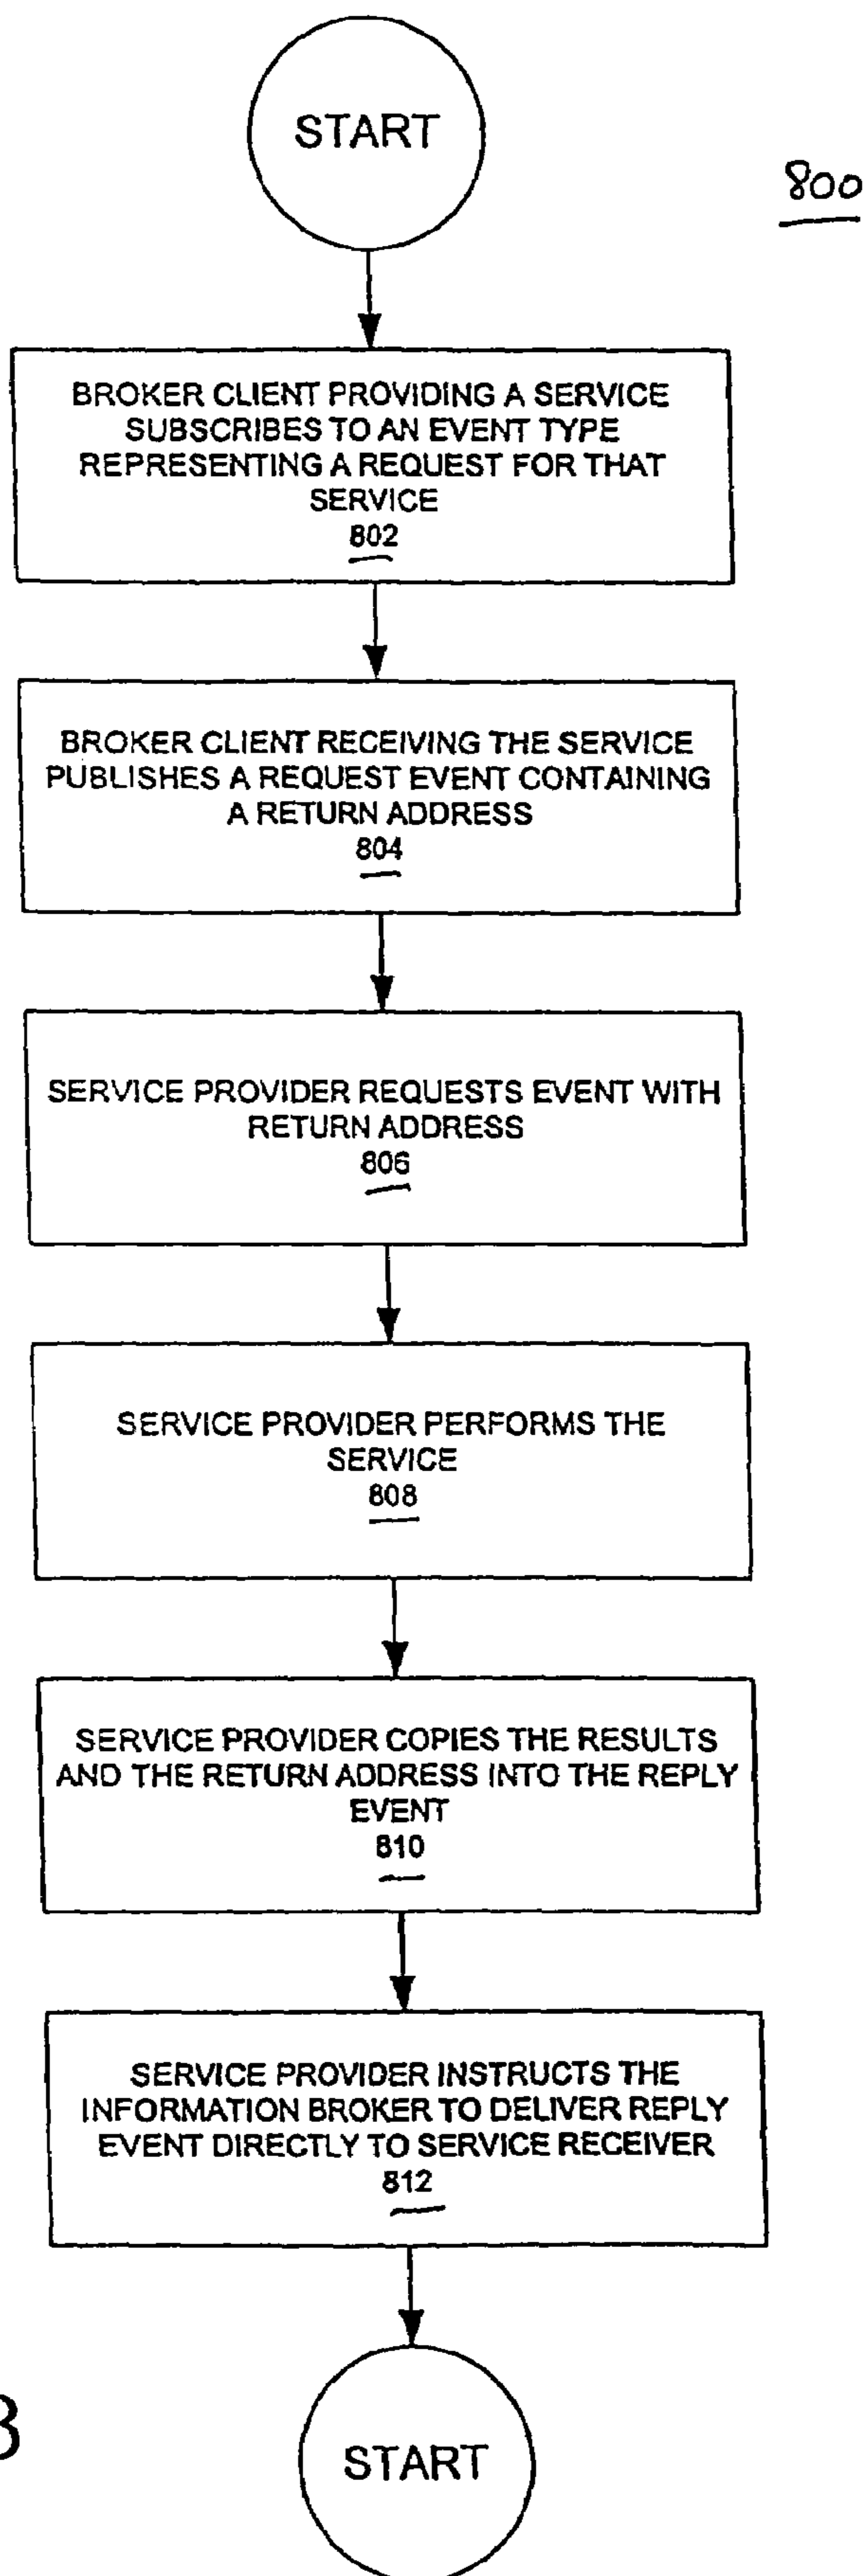 START
800
BROKER CLIENT PROVIDING A SERVICE
SUBSCRIBES TO AN EVENT TYPE
REPRESENTING A REQUEST FOR THAT
SERVICE
802
BROKER CLIENT RECEIVING THE SERVICE
PUBLISHES A REQUEST EVENT CONTAINING
A RETURN ADDRESS
804
SERVICE PROVIDER REQUESTS EVENT WITH
RETURN ADDRESS
806
SERVICE PROVIDER PERFORMS THE
SERVICE
808
SERVICE PROVIDER COPIES THE RESULTS
AND THE RETURN ADDRESS INTO THE REPLY
EVENT
810
SERVICE PROVIDER INSTRUCTS THE
INFORMATION BROKER TO DELIVER REPLY
EVENT DIRECTLY TO SERVICE RECEIVER
812
START